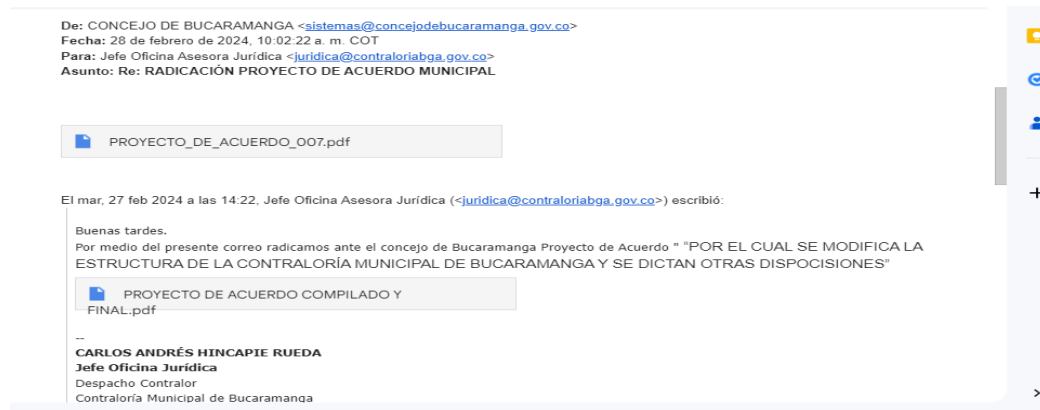 De: CONCEJO DE BUCARAMANGA <sistemas@concejodebucaramanga.gov.co>
Fecha: 28 de febrero de 2024, 10:02:22 a. m. COT
Para: Jefe Oficina Asesora Jurídica <juridica@contraloriabga.gov.co>
Asunto: Re: RADICACIÓN PROYECTO DE ACUERDO MUNICIPAL
PROYECTO_DE_ACUERDO_007.pdf
El mar, 27 feb 2024 a las 14:22, Jefe Oficina Asesora Jurídica (<juridica@contraloriabga.gov.co>) escribió:
Buenas tardes.
Por medio del presente correo radicamos ante el concejo de Bucaramanga Proyecto de Acuerdo " "POR EL CUAL SE MODIFICA LA
ESTRUCTURA DE LA CONTRALORÍA MUNICIPAL DE BUCARAMANGA Y SE DICTAN OTRAS DISPOCISIONES"
PROYECTO DE ACUERDO COMPILADO Y
FINAL.pdf
--
CARLOS ANDRÉS HINCAPIE RUEDA
Jefe Oficina Jurídica
Despacho Contralor
Contraloría Municipal de Bucaramanga